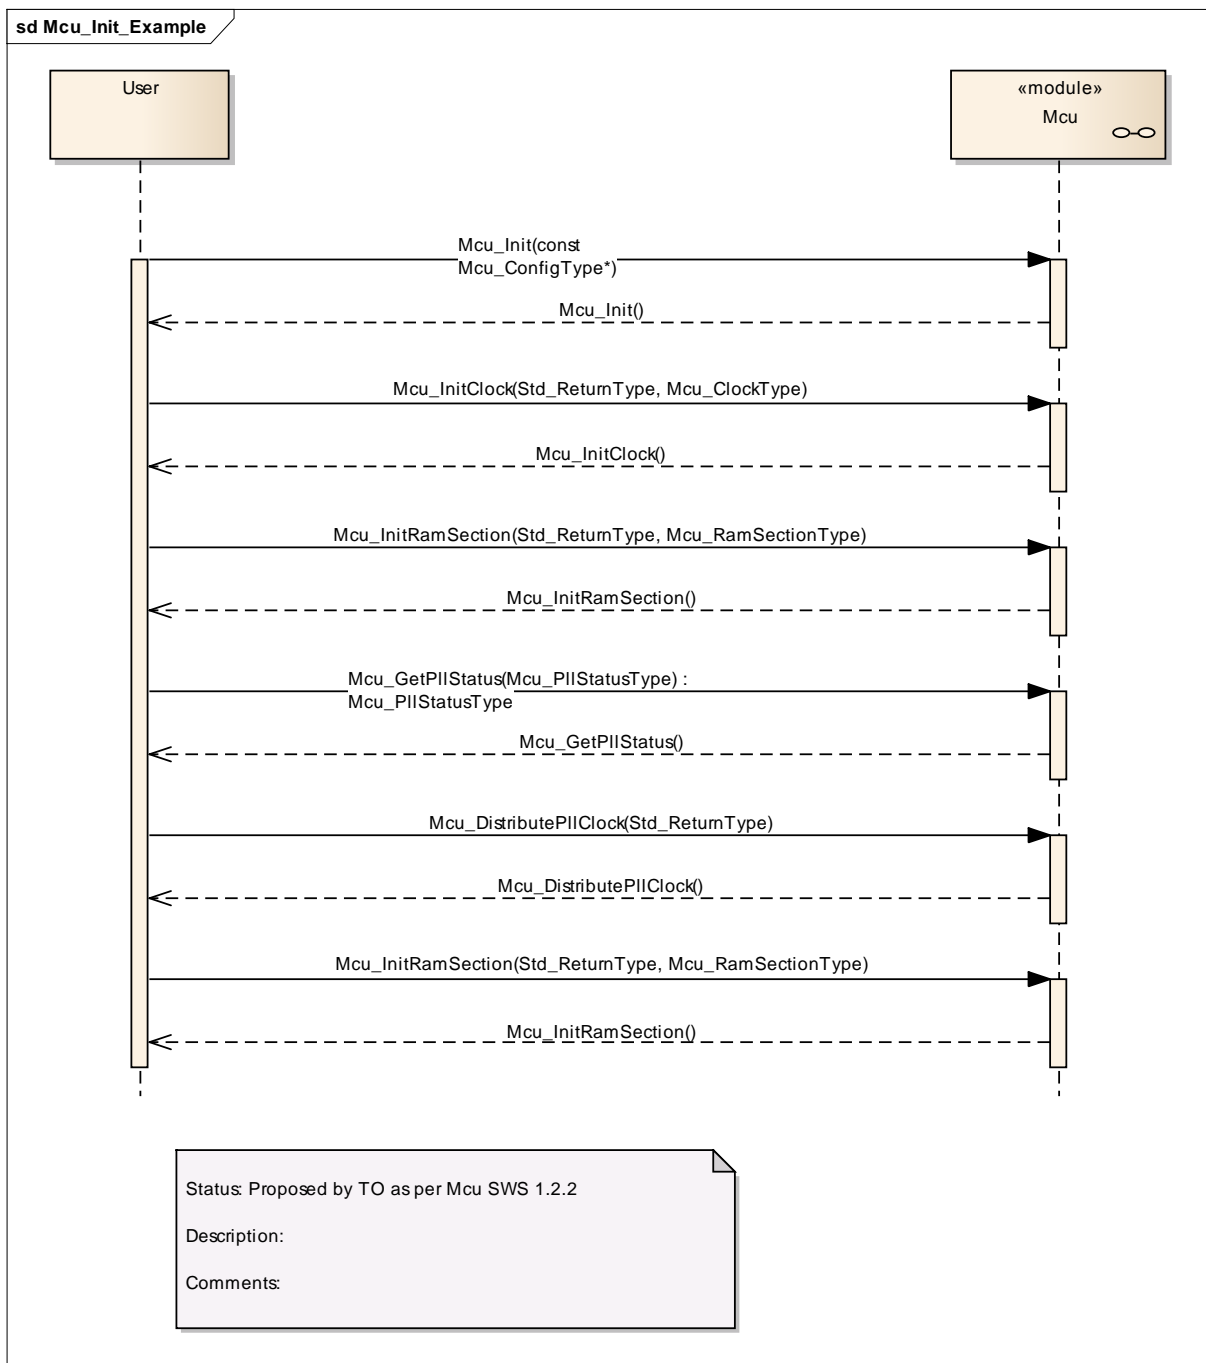 sd Mcu_Init_Example
User
«module»
Mcu
Mcu_Init(const
Mcu_ConfigType*)
Mcu_Init()
Mcu_InitClock(Std_ReturnType, Mcu_ClockType)
Mcu_InitClock()
Mcu_InitRamSection(Std_ReturnType, Mcu_RamSectionType)
Mcu_InitRamSection()
Mcu_GetPllStatus(Mcu_PllStatusType) :
Mcu_PllStatusType
Mcu_GetPllStatus()
Mcu_DistributePllClock(Std_ReturnType)
Mcu_DistributePllClock()
Mcu_InitRamSection(Std_ReturnType, Mcu_RamSectionType)
Mcu_InitRamSection()
Status: Proposed by TO as per Mcu SWS 1.2.2
Description:
Comments: